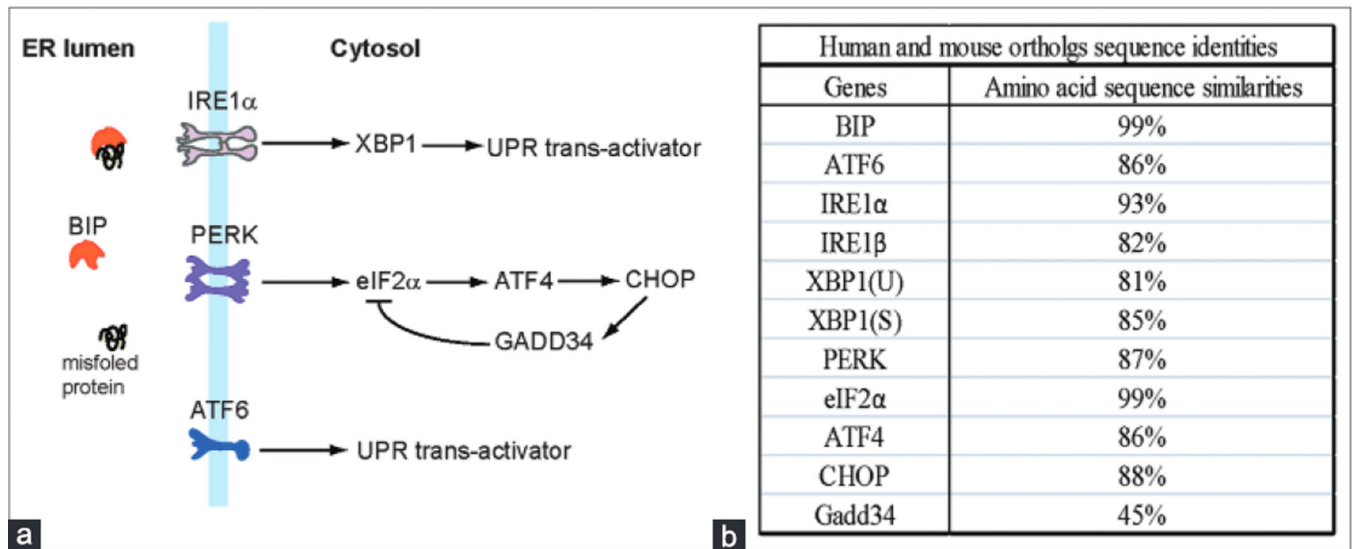 ER lumen
Cytosol
IRE1α
XBP1
UPR trans-activator
BIP
PERK
eIF2α
ATF4
CHOP
GADD34
misfoled
protein
ATF6
UPR trans-activator
a
Human and mouse orthologs sequence identities
Genes Amino acid sequence similarities
BIP 99%
ATF6 86%
IRE1α 93%
IRE1β 82%
XBP1(U) 81%
XBP1(S) 85%
PERK 87%
eIF2α 99%
ATF4 86%
CHOP 88%
Gadd34 45%
b